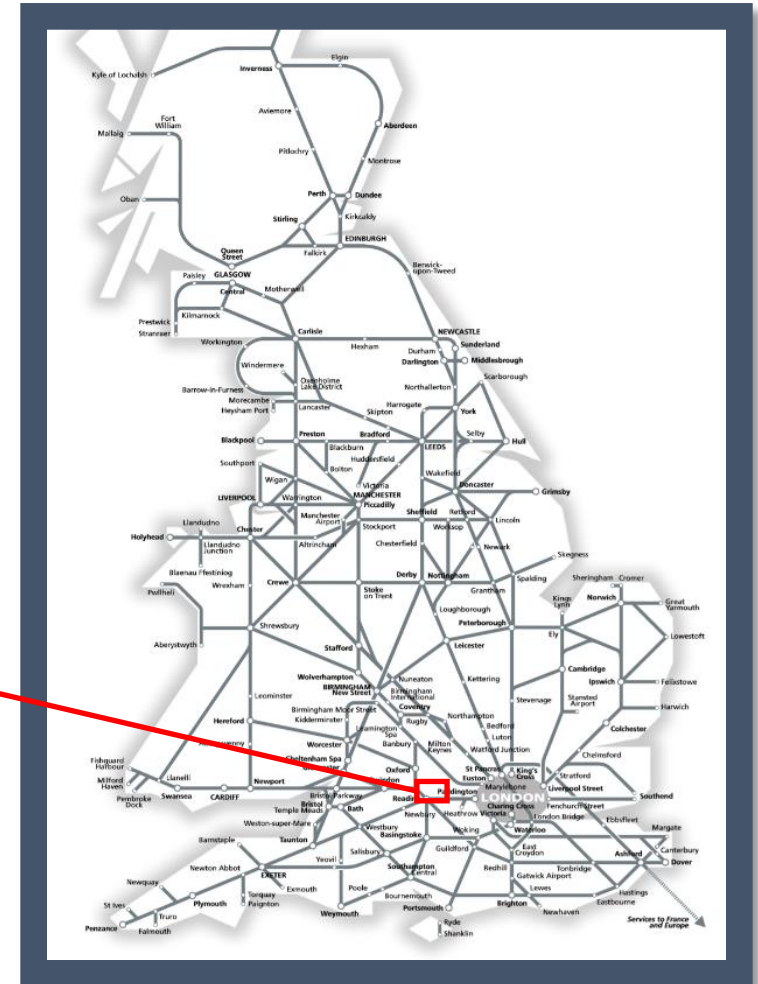 Elgin
Inverness
Kyle of Lochalsh
Aviemore
Fort
William
Mallaig
Aberdeen
Pitlochry
Montrose
Perth
Dundee
Oban
Stirling
Kirkcaldy
EDINBURGH
Queen
Street
Falkirk
Berwick-
upon-Tweed
Paisley
GLASGOW
Central
Motherwell
Prestwick
Kilmarnock
Stranraer
Carlisle
NEWCASTLE
Workington
Hexham
Sunderland
Durham
Darlington
Middlesbrough
Windermere
Scarborough
Oxenholme
Lake District
Barrow-in-Furness
Northallerton
Morecambe
Harrogate
Heysham Port
Lancaster
Skipton
York
Preston
Bradford
Selby
Blackpool
Blackburn
LEEDS
Hull
Huddersfield
Southport
Bolton
Wakefield
Wigan
Victoria
Doncaster
MANCHESTER
Grimsby
LIVERPOOL
Warrington
Piccadilly
Manchester
Airport
Sheffield
Retford
Llandudno
Chester
Stockport
Worksop
Lincoln
Holyhead
Llandudno
Junction
Altrincham
Chesterfield
Newark
Skegness
Blaenau Ffestiniog
Wrexham
Crewe
Stoke
on Trent
Derby
Nottingham
Spalding
Sheringham
Cromer
Pwllheli
Grantham
Kings
Lynn
Norwich
Great
Yarmouth
Loughborough
Shrewsbury
Peterborough
Ely
Lowestoft
Aberystwyth
Stafford
Leicester
Cambridge
Wolverhampton
Nuneaton
Kettering
Ipswich
Felixstowe
BIRMINGHAM
New Street
Birmingham
International
Leominster
Stevenage
Stansted
Airport
Harwich
Birmingham Moor Street
Coventry
Kidderminster
Rugby
Northampton
Hereford
Leamington
Spa
Bedford
Colchester
Worcester
Banbury
Milton
Keynes
Luton
Watford Junction
Chelmsford
Cheltenham Spa
Fishguard
Harbour
Oxford
St Pancras
King's
Cross
Llanelli
Newport
Euston
Stratford
Milford
Haven
Marylebone
Liverpool Street
Pembroke
Dock
Swansea
CARDIFF
Bristol Parkway
Paddington
LONDON
Southend
Bristol
Temple Meads
Bath
Reading
Fenchurch Street
Charing Cross
Newbury
Heathrow
Victoria
London Bridge
Ebbsfleet
Weston-super-Mare
Westbury
Basingstoke
Woking
Waterloo
Margate
Barnstaple
Taunton
Salisbury
Guildford
East
Croydon
Canterbury
Yeovil
Ashford
Dover
Newton Abbot
Southampton
Central
Redhill
Tonbridge
EXETER
Gatwick Airport
Newquay
Exmouth
Poole
Lewes
Hastings
St Ives
Plymouth
Torquay
Paignton
Bournemouth
Eastbourne
Truro
Weymouth
Portsmouth
Brighton
Newhaven
Penzance
Falmouth
Ryde
Shanklin
Services to France
and Europe